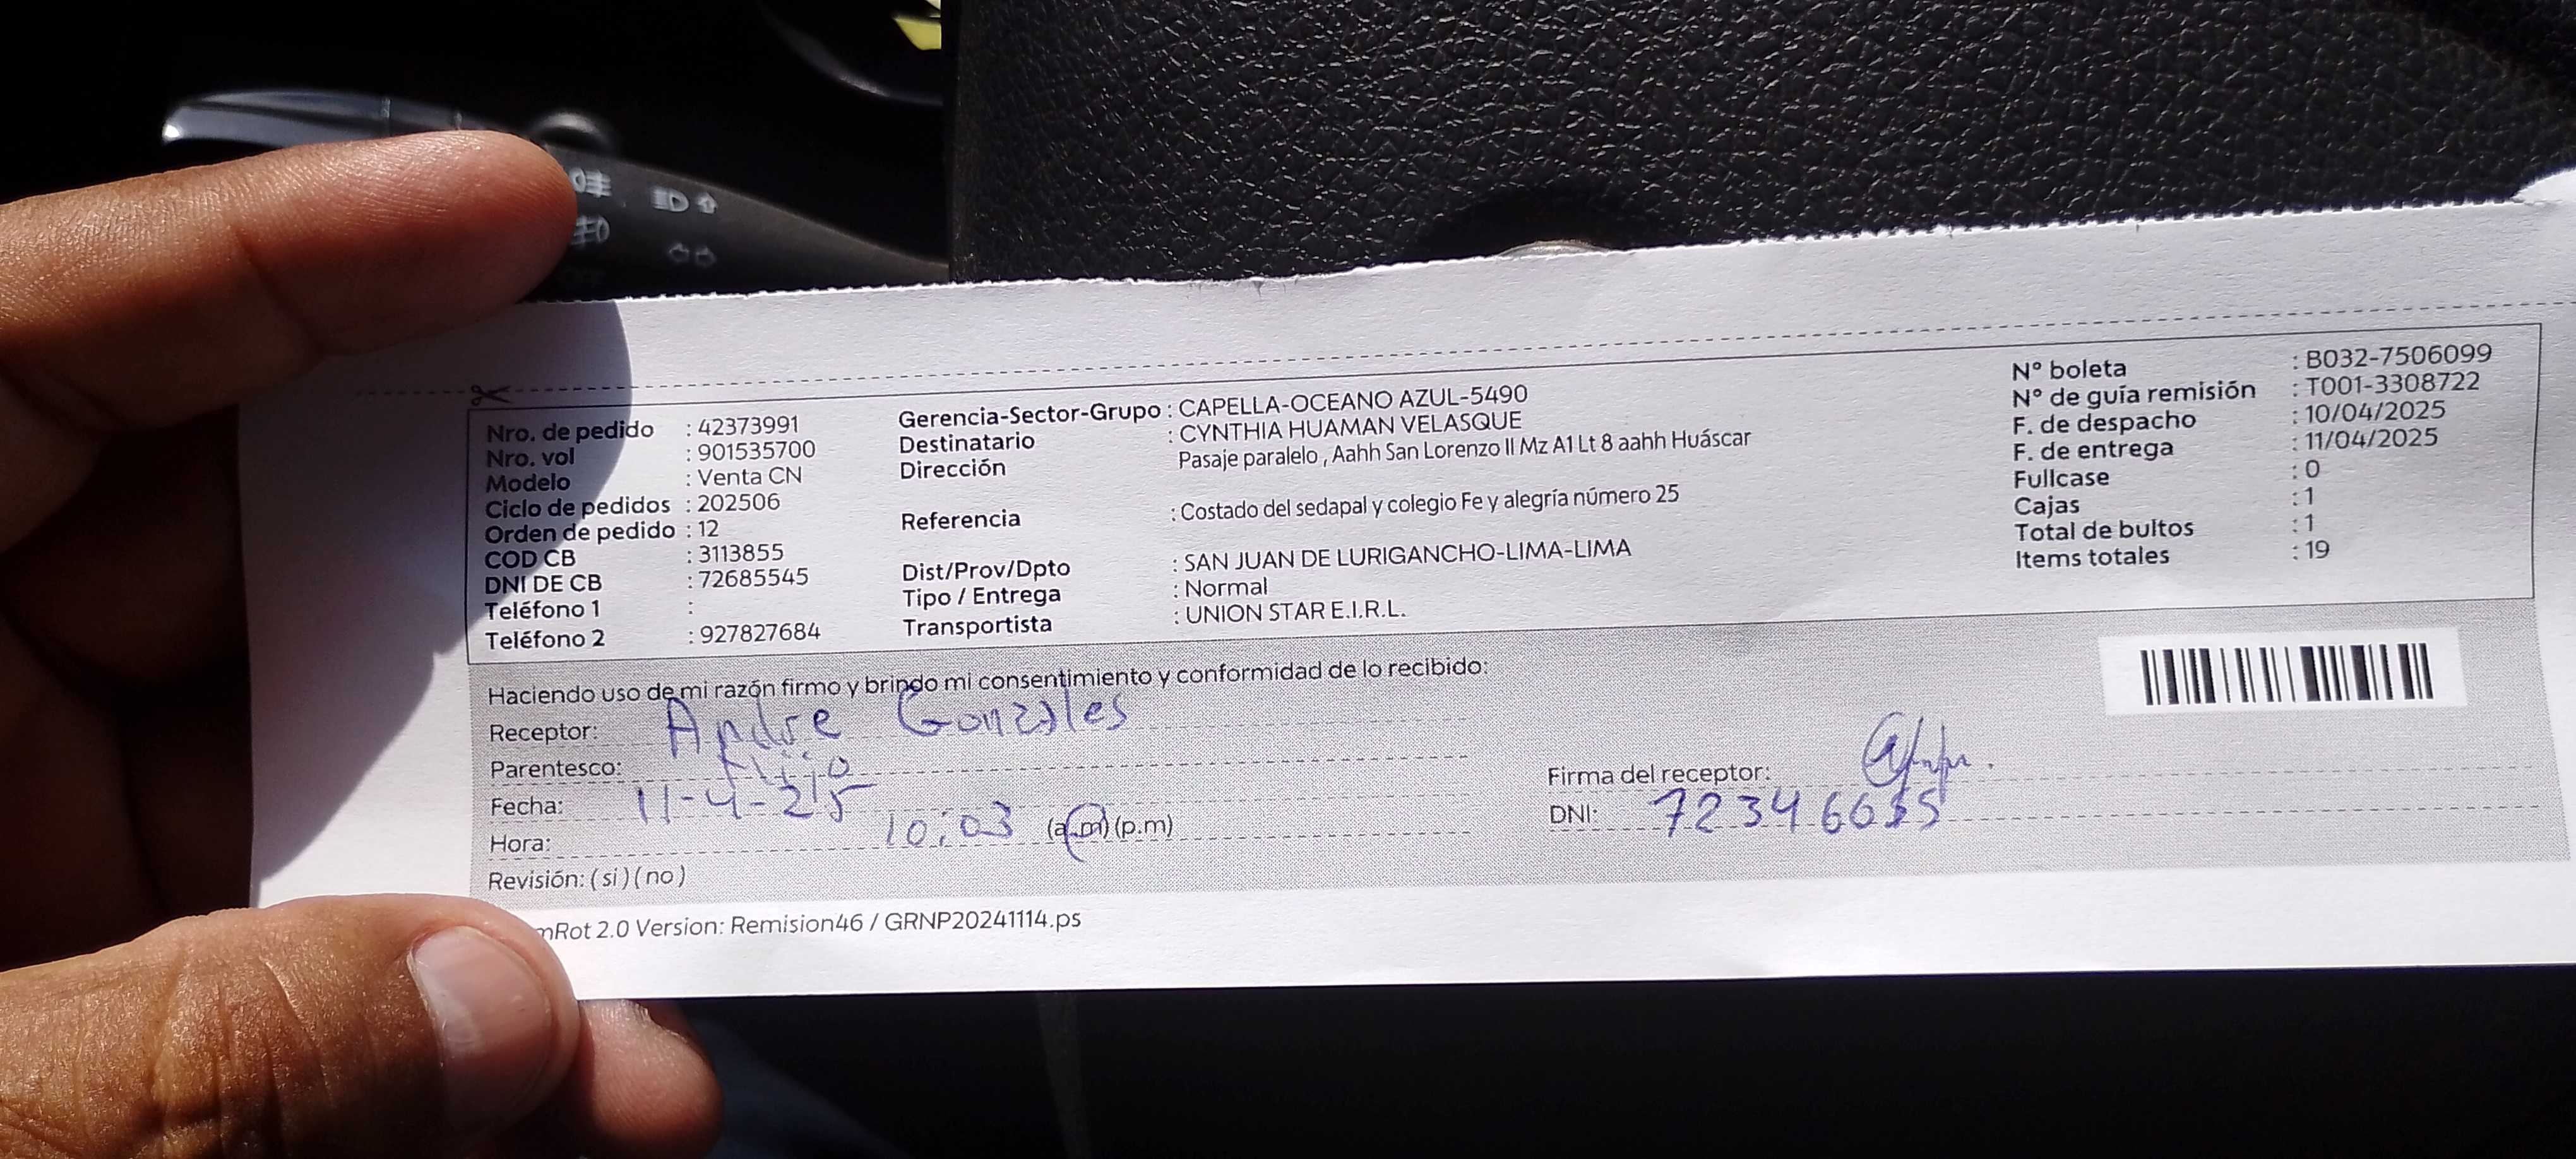 Nro. de pedido : 42373991
Nro. vol : 901535700
Modelo : Venta CN
Ciclo de pedidos : 202506
Orden de pedido : 12
COD CB : 3113855
DNI DE CB : 72685545
Teléfono 1 :
Teléfono 2 : 927827684
Gerencia-Sector-Grupo : CAPELLA-OCEANO AZUL-5490
Destinatario : CYNTHIA HUAMAN VELASQUE
Dirección Pasaje paralelo , Aahh San Lorenzo II Mz A1 Lt 8 aahh Huáscar
Referencia : Costado del sedapal y colegio Fe y alegría número 25
Dist/Prov/Dpto : SAN JUAN DE LURIGANCHO-LIMA-LIMA
Tipo / Entrega : Normal
Transportista : UNION STAR E.I.R.L.
N° boleta : B032-7506099
N° de guía remisión : T001-3308722
F. de despacho : 10/04/2025
F. de entrega : 11/04/2025
Fullcase : 0
Cajas : 1
Total de bultos : 1
Items totales : 19
Haciendo uso de mi razón firmo y brindo mi consentimiento y conformidad de lo recibido:
Receptor: Andre Gonzales
Parentesco: Hijo
Fecha: 11-4-25
Hora: 10:03 (a.m) (p.m)
Revisión: ( si ) ( no )
Firma del receptor:
DNI: 72346655
mRot 2.0 Version: Remision46 / GRNP20241114.ps